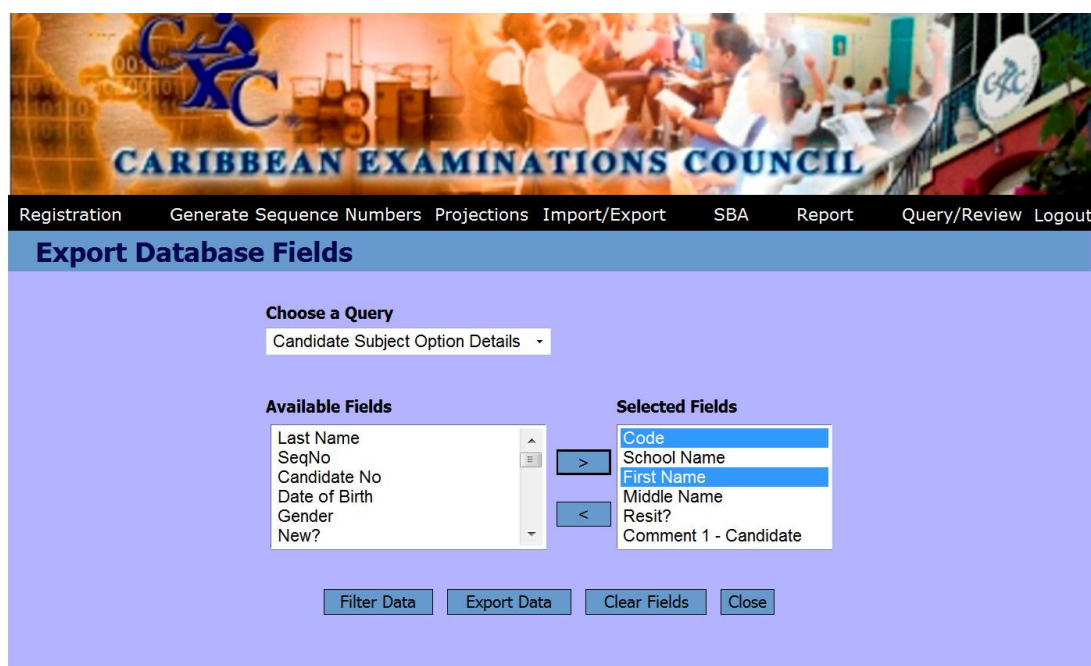 CXC
CXC
CARIBBEAN EXAMINATIONS COUNCIL
Registration Generate Sequence Numbers Projections Import/Export SBA Report Query/Review Logout
Export Database Fields
Choose a Query
Candidate Subject Option Details
Available Fields Selected Fields
Last Name Code
SeqNo School Name
Candidate No > First Name
Date of Birth Middle Name
Gender < Resit?
New? Comment 1 - Candidate
Filter Data Export Data Clear Fields Close